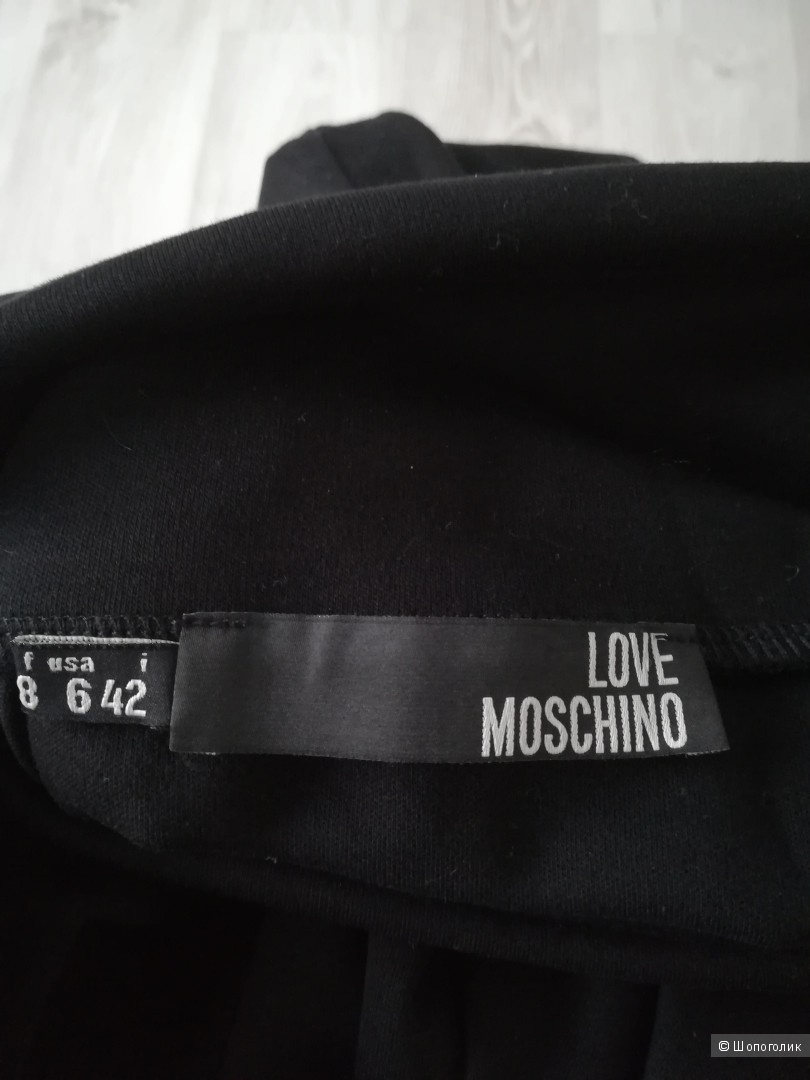 f usa i
8 6 42
LOVE
MOSCHINO
© Шопоголик